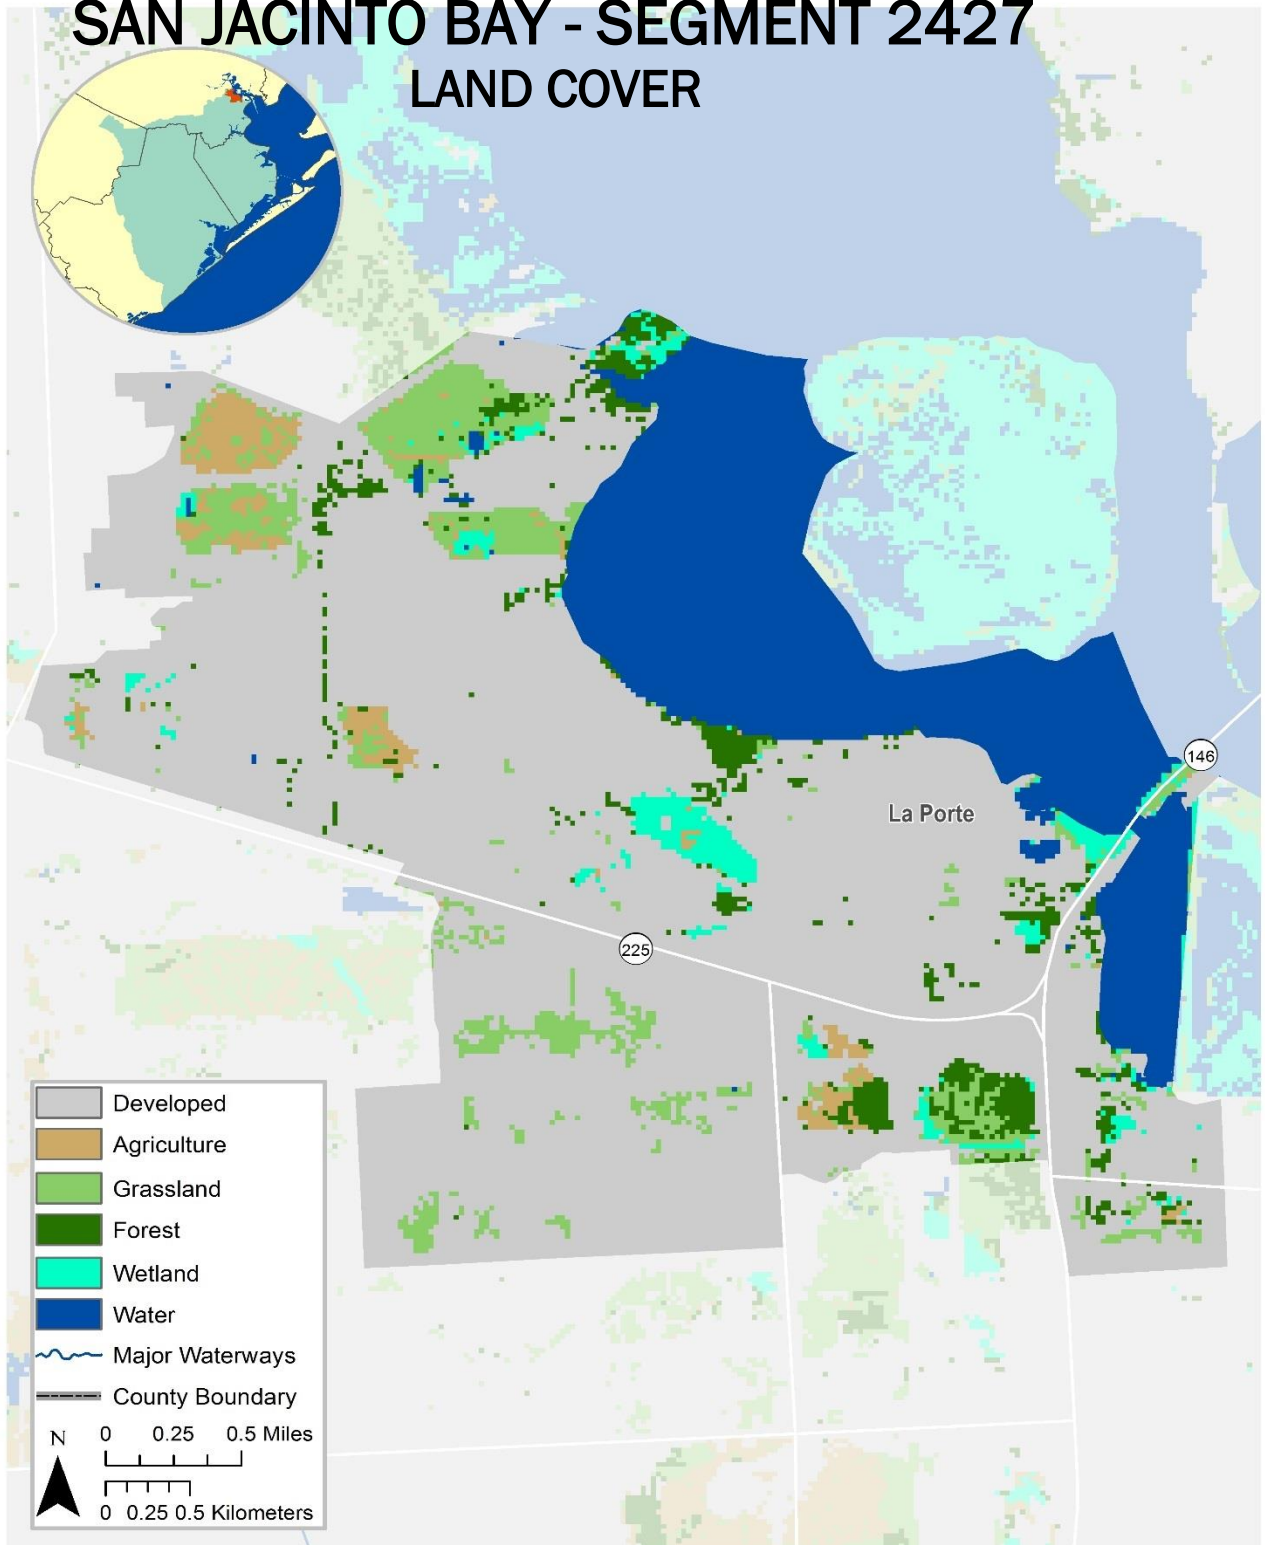 SAN JACINTO BAY - SEGMENT 2427
LAND COVER
146
La Porte
225
Developed
Agriculture
Grassland
Forest
Wetland
Water
Major Waterways
County Boundary
N
0 0.25 0.5 Miles
0 0.25 0.5 Kilometers